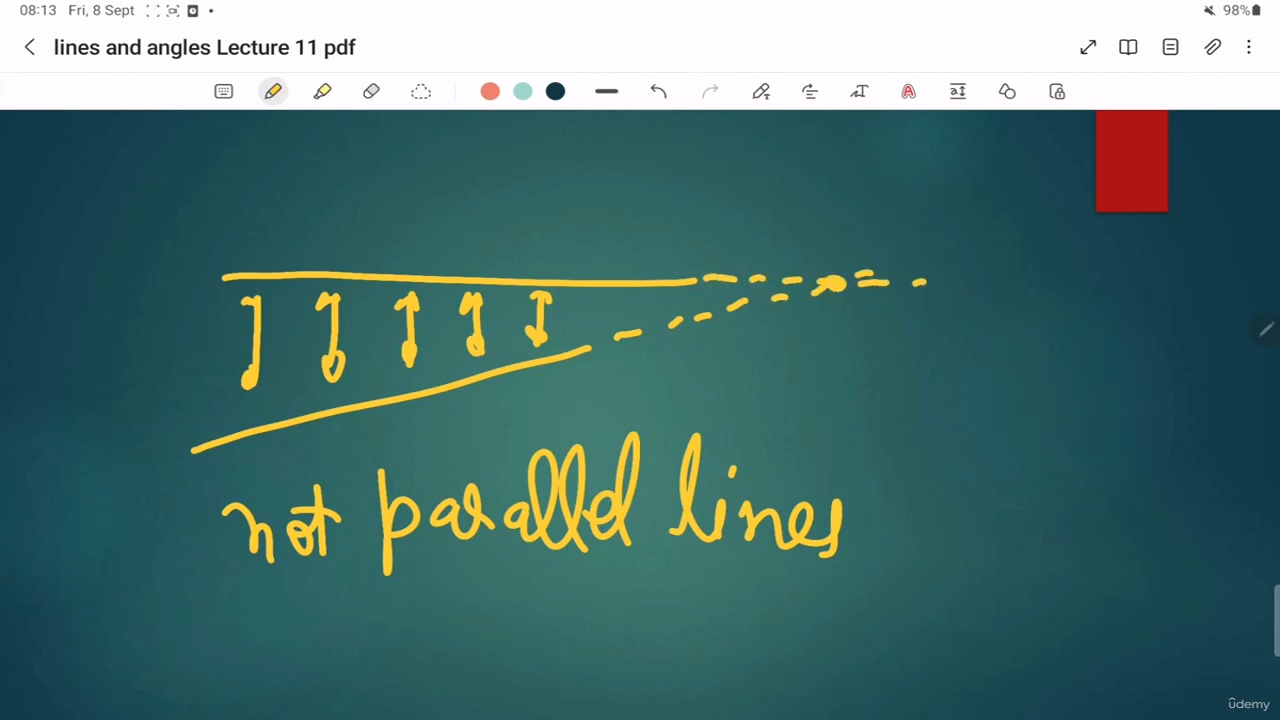 08:13 Fri, 8 Sept 98%
lines and angles Lecture 11 pdf
not parallel lines
ûdemy